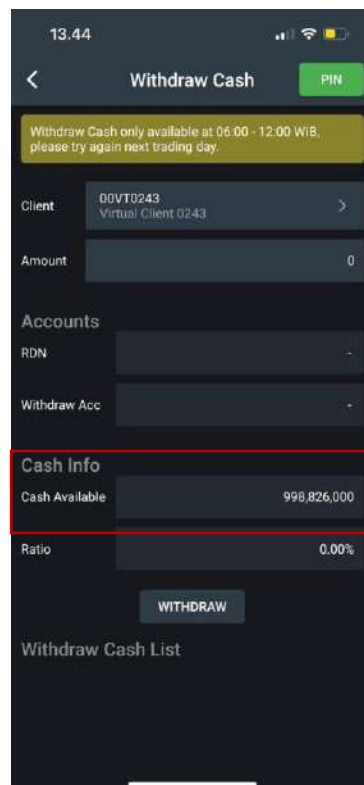 13.44
Withdraw Cash
PIN
Withdraw Cash only available at 06:00 - 12:00 WIB,
please try again next trading day.
Client
00VT0243
Virtual Client 0243
Amount
0
Accounts
RDN
-
Withdraw Acc
-
Cash Info
Cash Available
998,826,000
Ratio
0.00%
WITHDRAW
Withdraw Cash List